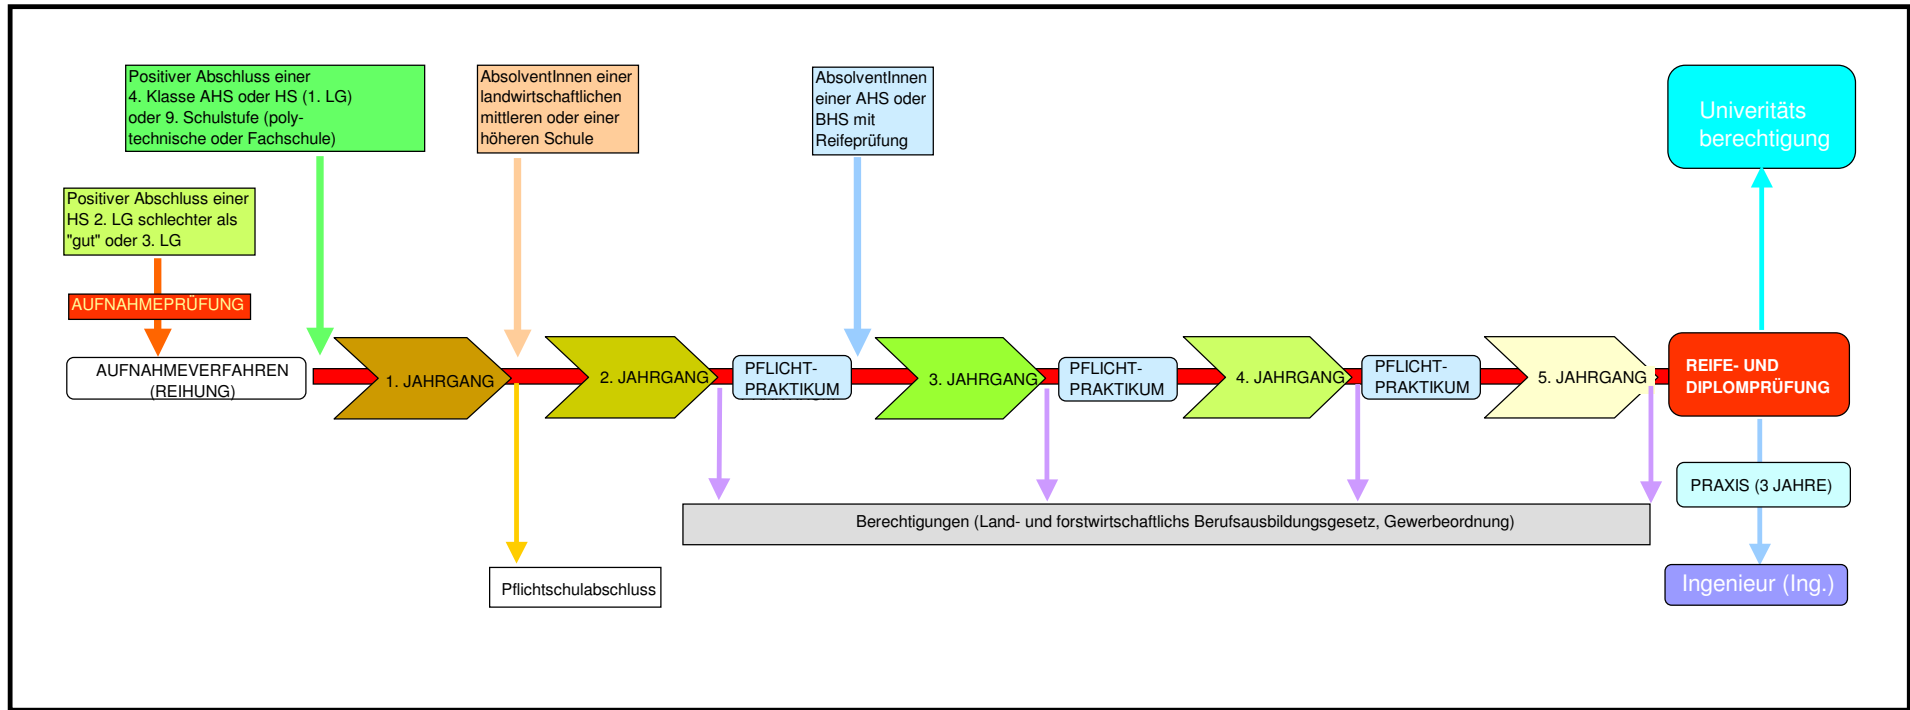 Positiver Abschluss einer
4. Klasse AHS oder HS (1. LG)
oder 9. Schulstufe (poly-
technische oder Fachschule)
AbsolventInnen einer
landwirtschaftlichen
mittleren oder einer
höheren Schule
AbsolventInnen
einer AHS oder
BHS mit
Reifeprüfung
Univeritäts
berechtigung
Positiver Abschluss einer
HS 2. LG schlechter als
"gut" oder 3. LG
AUFNAHMEPRÜFUNG
AUFNAHMEVERFAHREN
(REIHUNG)
1. JAHRGANG
2. JAHRGANG
PFLICHT-
PRAKTIKUM
3. JAHRGANG
PFLICHT-
PRAKTIKUM
4. JAHRGANG
PFLICHT-
PRAKTIKUM
5. JAHRGANG
REIFE- UND
DIPLOMPRÜFUNG
PRAXIS (3 JAHRE)
Berechtigungen (Land- und forstwirtschaftlichs Berufsausbildungsgesetz, Gewerbeordnung)
Pflichtschulabschluss
Ingenieur (Ing.)